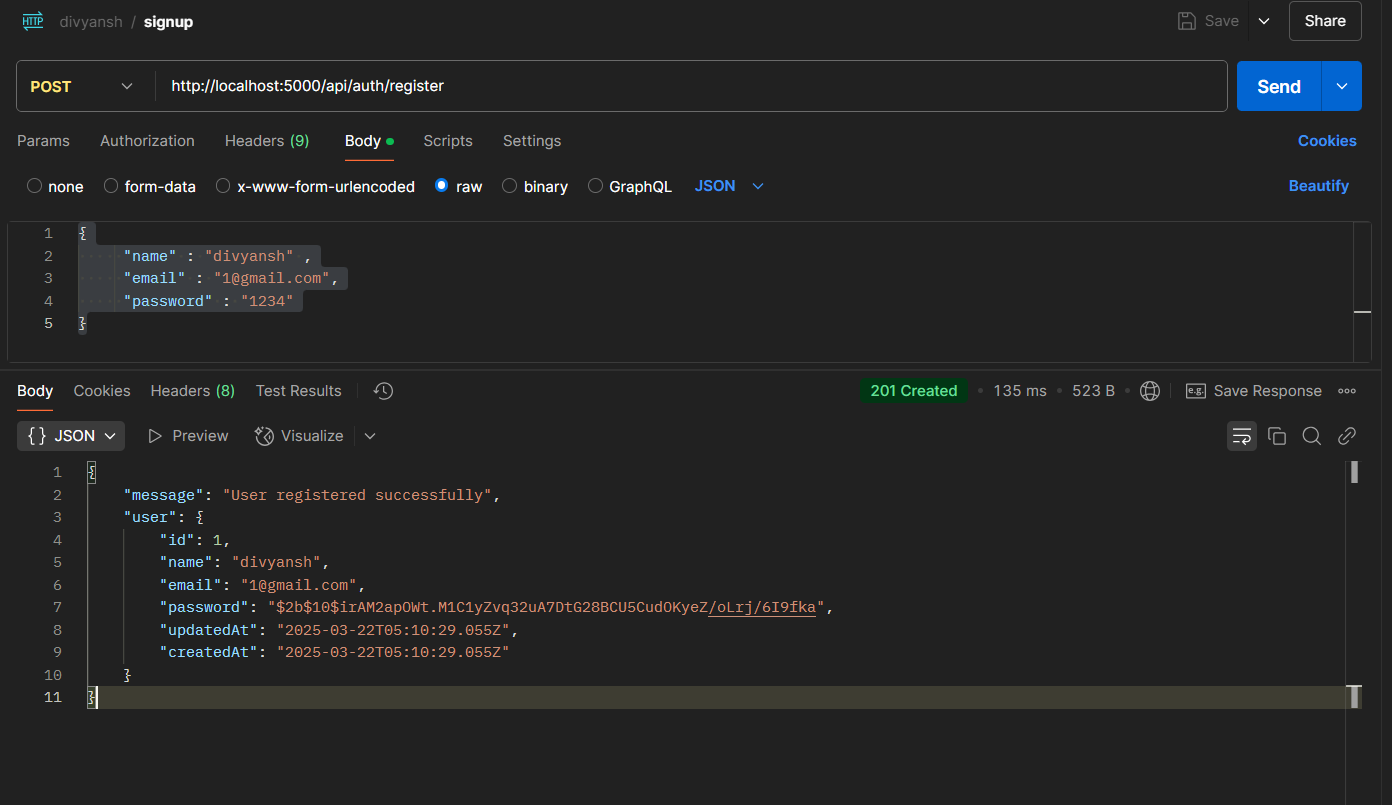 HTTP divyansh / signup Save Share
POST http://localhost:5000/api/auth/register Send
Params Authorization Headers (9) Body Scripts Settings Cookies
none form-data x-www-form-urlencoded raw binary GraphQL JSON Beautify
1 {
2 "name" : "divyansh" ,
3 "email" : "1@gmail.com",
4 "password" : "1234"
5 }
Body Cookies Headers (8) Test Results 201 Created • 135 ms • 523 B • e.g. Save Response
{} JSON Preview Visualize
1 {
2 "message": "User registered successfully",
3 "user": {
4 "id": 1,
5 "name": "divyansh",
6 "email": "1@gmail.com",
7 "password": "$2b$10$irAM2apOWt.M1C1yZvq32uA7DtG28BCU5CudOKyeZ/oLrj/6I9fka",
8 "updatedAt": "2025-03-22T05:10:29.055Z",
9 "createdAt": "2025-03-22T05:10:29.055Z"
10 }
11 }